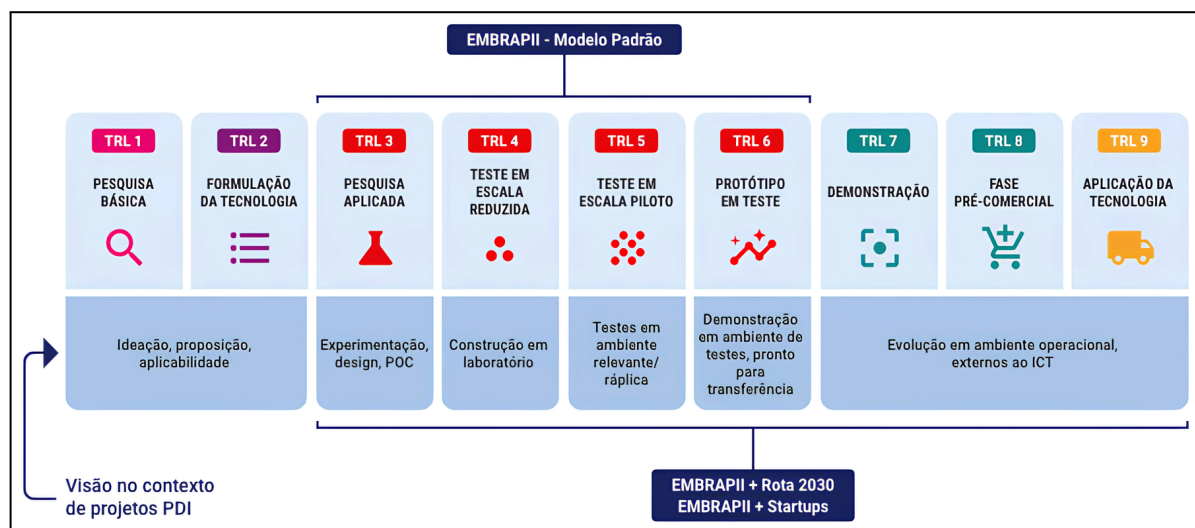 EMBRAPII - Modelo Padrão
TRL 1
PESQUISA
BÁSICA
TRL 2
FORMULAÇÃO
DA TECNOLOGIA
TRL 3
PESQUISA
APLICADA
TRL 4
TESTE EM
ESCALA
REDUZIDA
TRL 5
TESTE EM
ESCALA PILOTO
TRL 6
PROTÓTIPO
EM TESTE
TRL 7
DEMONSTRAÇÃO
TRL 8
FASE
PRÉ-COMERCIAL
TRL 9
APLICAÇÃO DA
TECNOLOGIA
Ideação, proposição,
aplicabilidade
Experimentação,
design, POC
Construção em
laboratório
Testes em
ambiente
relevante/
ráplica
Demonstração
em ambiente de
testes, pronto
para
transferência
Evolução em ambiente operacional,
externos ao ICT
Visão no contexto
de projetos PDI
EMBRAPII + Rota 2030
EMBRAPII + Startups